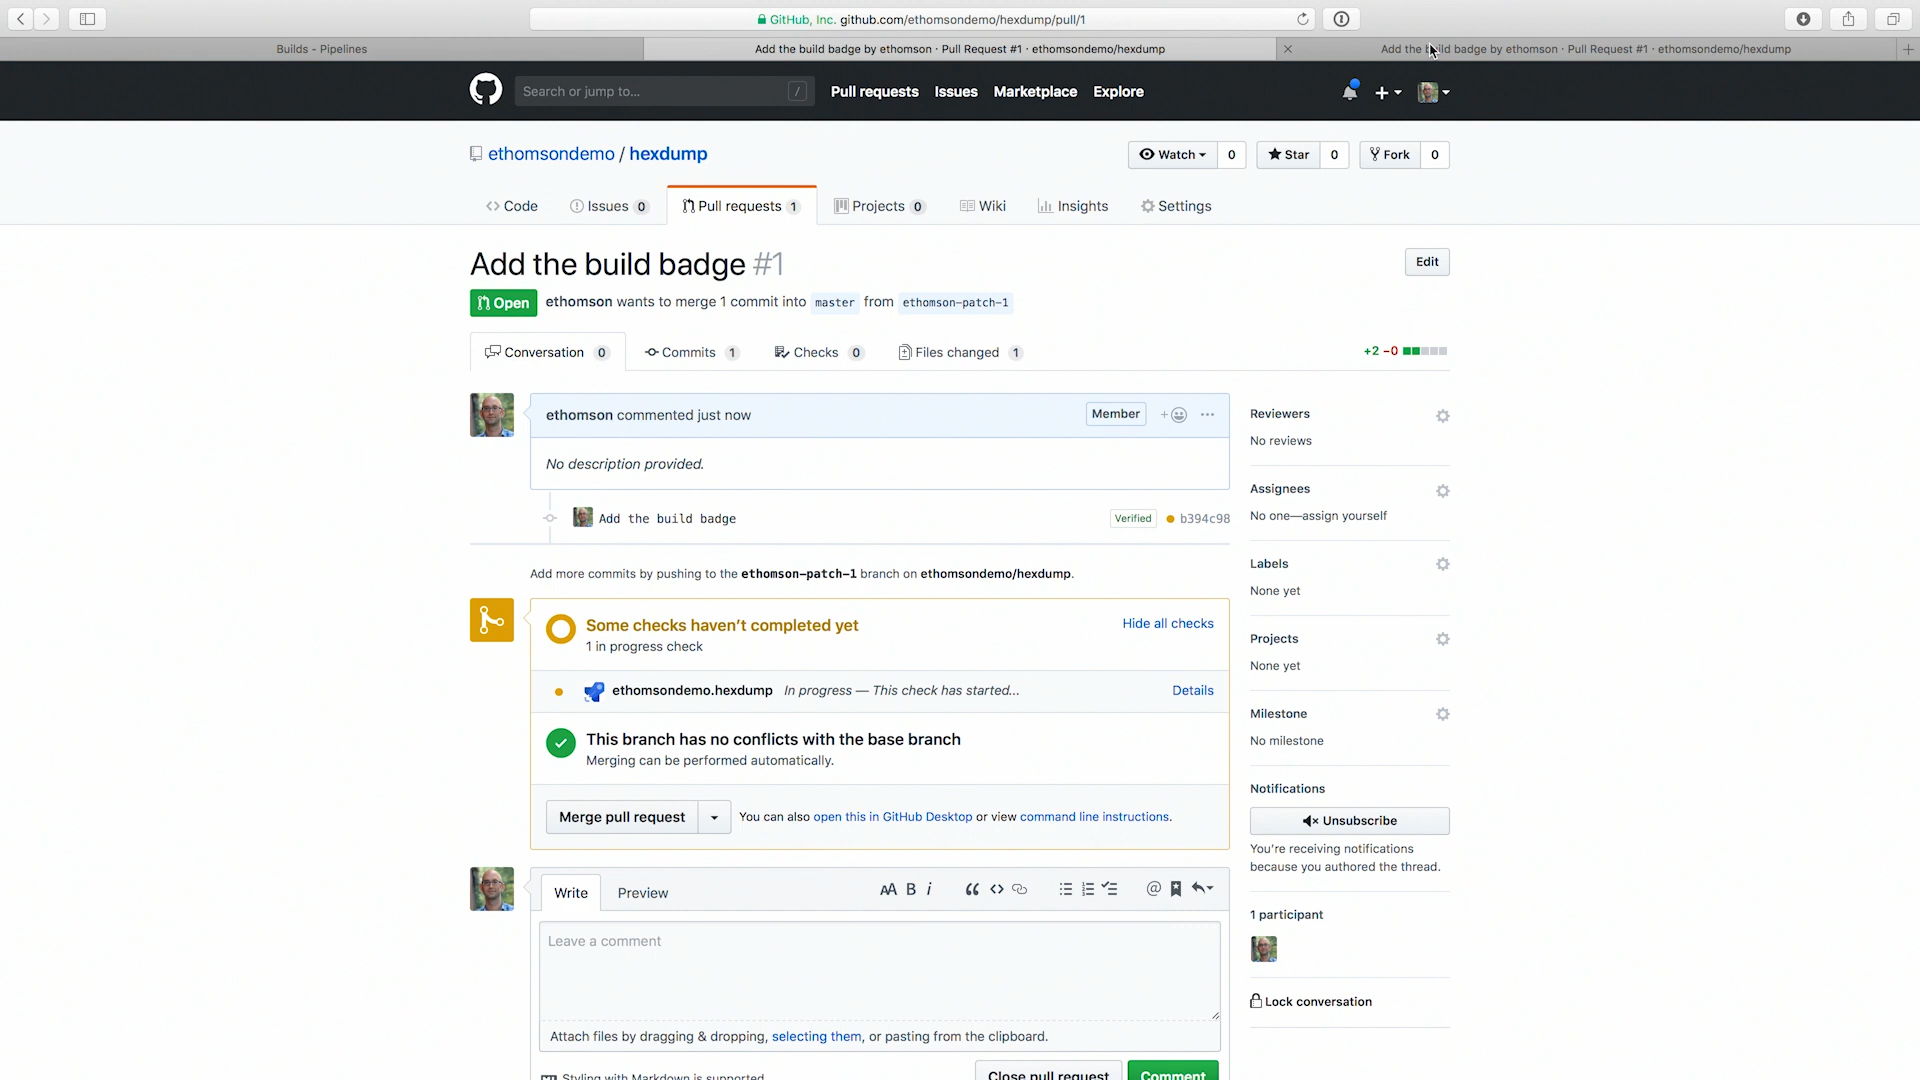 GitHub, Inc. github.com/ethomsondemo/hexdump/pull/1
Builds - Pipelines
Add the build badge by ethomson · Pull Request #1 · ethomsondemo/hexdump
Add the build badge by ethomson · Pull Request #1 · ethomsondemo/hexdump
Search or jump to...
/
Pull requests Issues Marketplace Explore
ethomsondemo / hexdump
Watch 0 Star 0 Fork 0
Code Issues 0 Pull requests 1 Projects 0 Wiki Insights Settings
Add the build badge #1
Edit
Open ethomson wants to merge 1 commit into master from ethomson-patch-1
Conversation 0 Commits 1 Checks 0 Files changed 1
+2 −0
ethomson commented just now
Member
No description provided.
Add the build badge
Verified b394c98
Add more commits by pushing to the ethomson-patch-1 branch on ethomsondemo/hexdump.
Some checks haven't completed yet
Hide all checks
1 in progress check
ethomsondemo.hexdump In progress — This check has started...
Details
This branch has no conflicts with the base branch
Merging can be performed automatically.
Merge pull request
You can also open this in GitHub Desktop or view command line instructions.
Write Preview
AA B i
Leave a comment
Attach files by dragging & dropping, selecting them, or pasting from the clipboard.
Styling with Markdown is supported
Close pull request
Comment
Reviewers
No reviews
Assignees
No one—assign yourself
Labels
None yet
Projects
None yet
Milestone
No milestone
Notifications
Unsubscribe
You're receiving notifications
because you authored the thread.
1 participant
Lock conversation